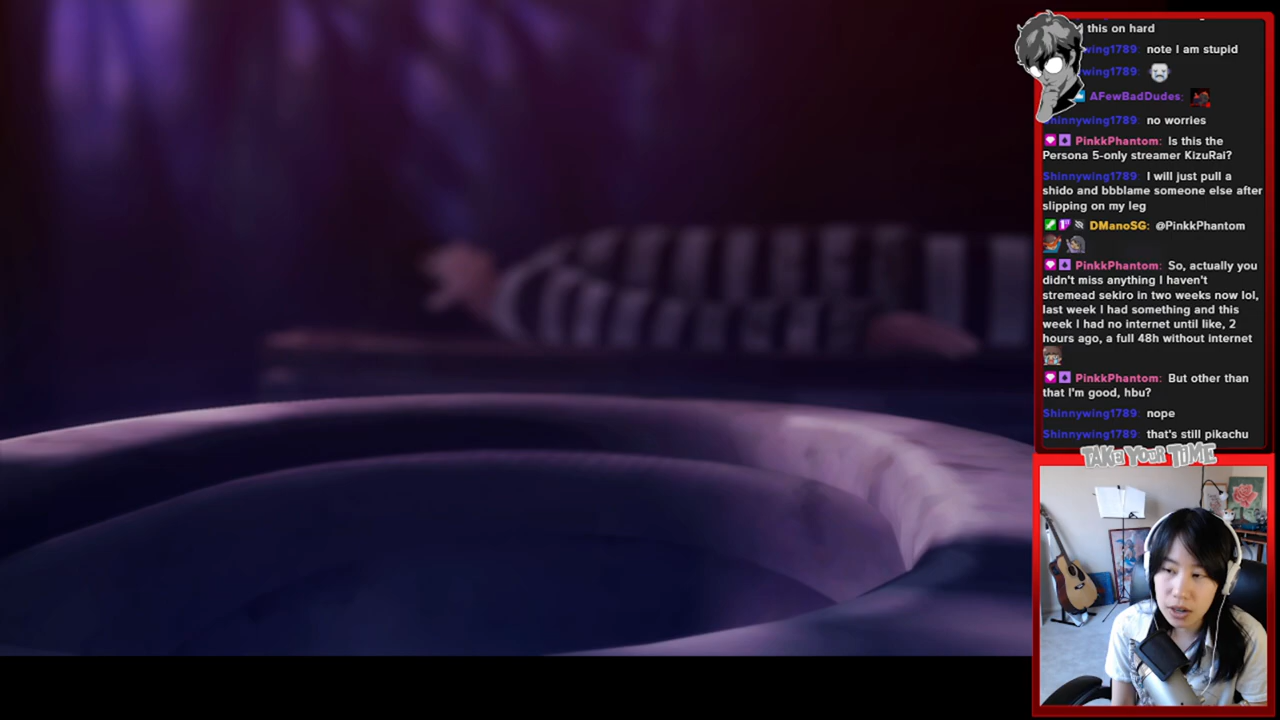 this on hard
wing1789: note I am stupid
wing1789:
AFewBadDudes:
hinnywing1789: no worries
PinkkPhantom: Is this the
Persona 5-only streamer KizuRai?
Shinnywing1789: I will just pull a
shido and bbblame someone else after
slipping on my leg
DManoSG: @PinkkPhantom
PinkkPhantom: So, actually you
didn't miss anything I haven't
stremead sekiro in two weeks now lol,
last week I had something and this
week I had no internet until like, 2
hours ago, a full 48h without internet
PinkkPhantom: But other than
that I'm good, hbu?
Shinnywing1789: nope
Shinnywing1789: that's still pikachu
TAKE YOUR TIME